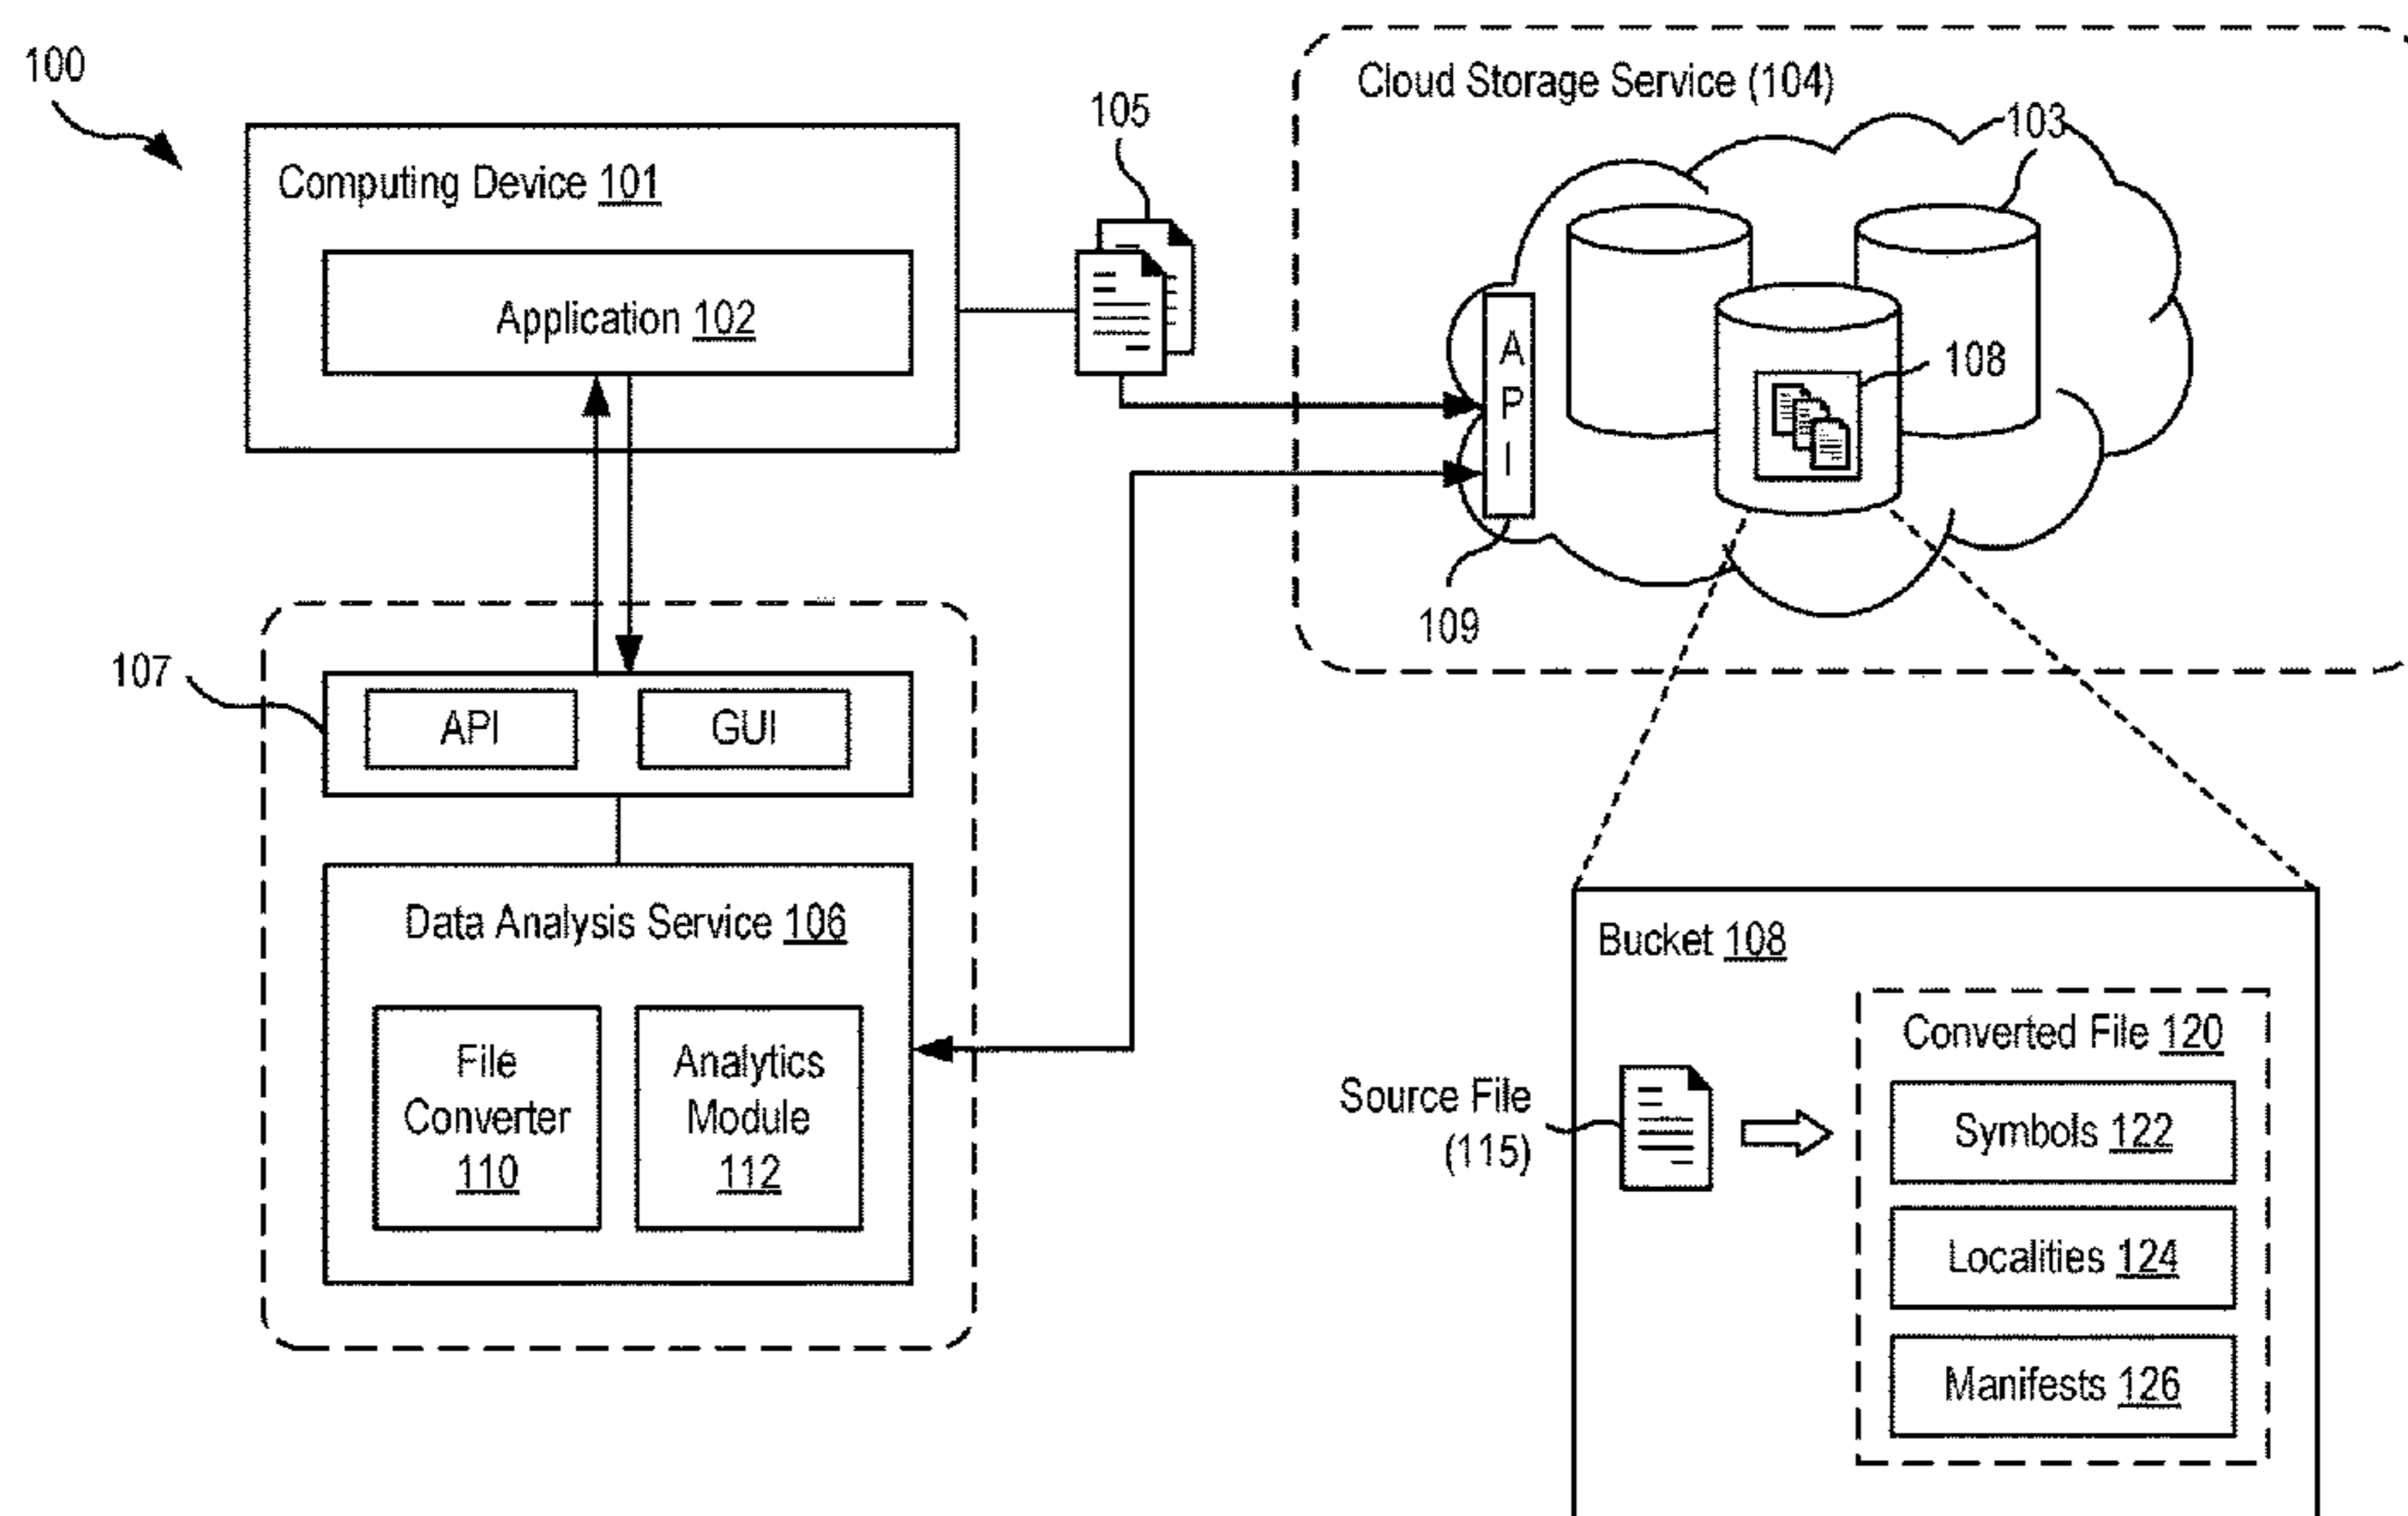 100
Computing Device 101
Application 102
105
Cloud Storage Service (104)
103
A
P
I
108
109
107
API
GUI
Data Analysis Service 106
File
Converter
110
Analytics
Module
112
Bucket 108
Source File
(115)
Converted File 120
Symbols 122
Localities 124
Manifests 126